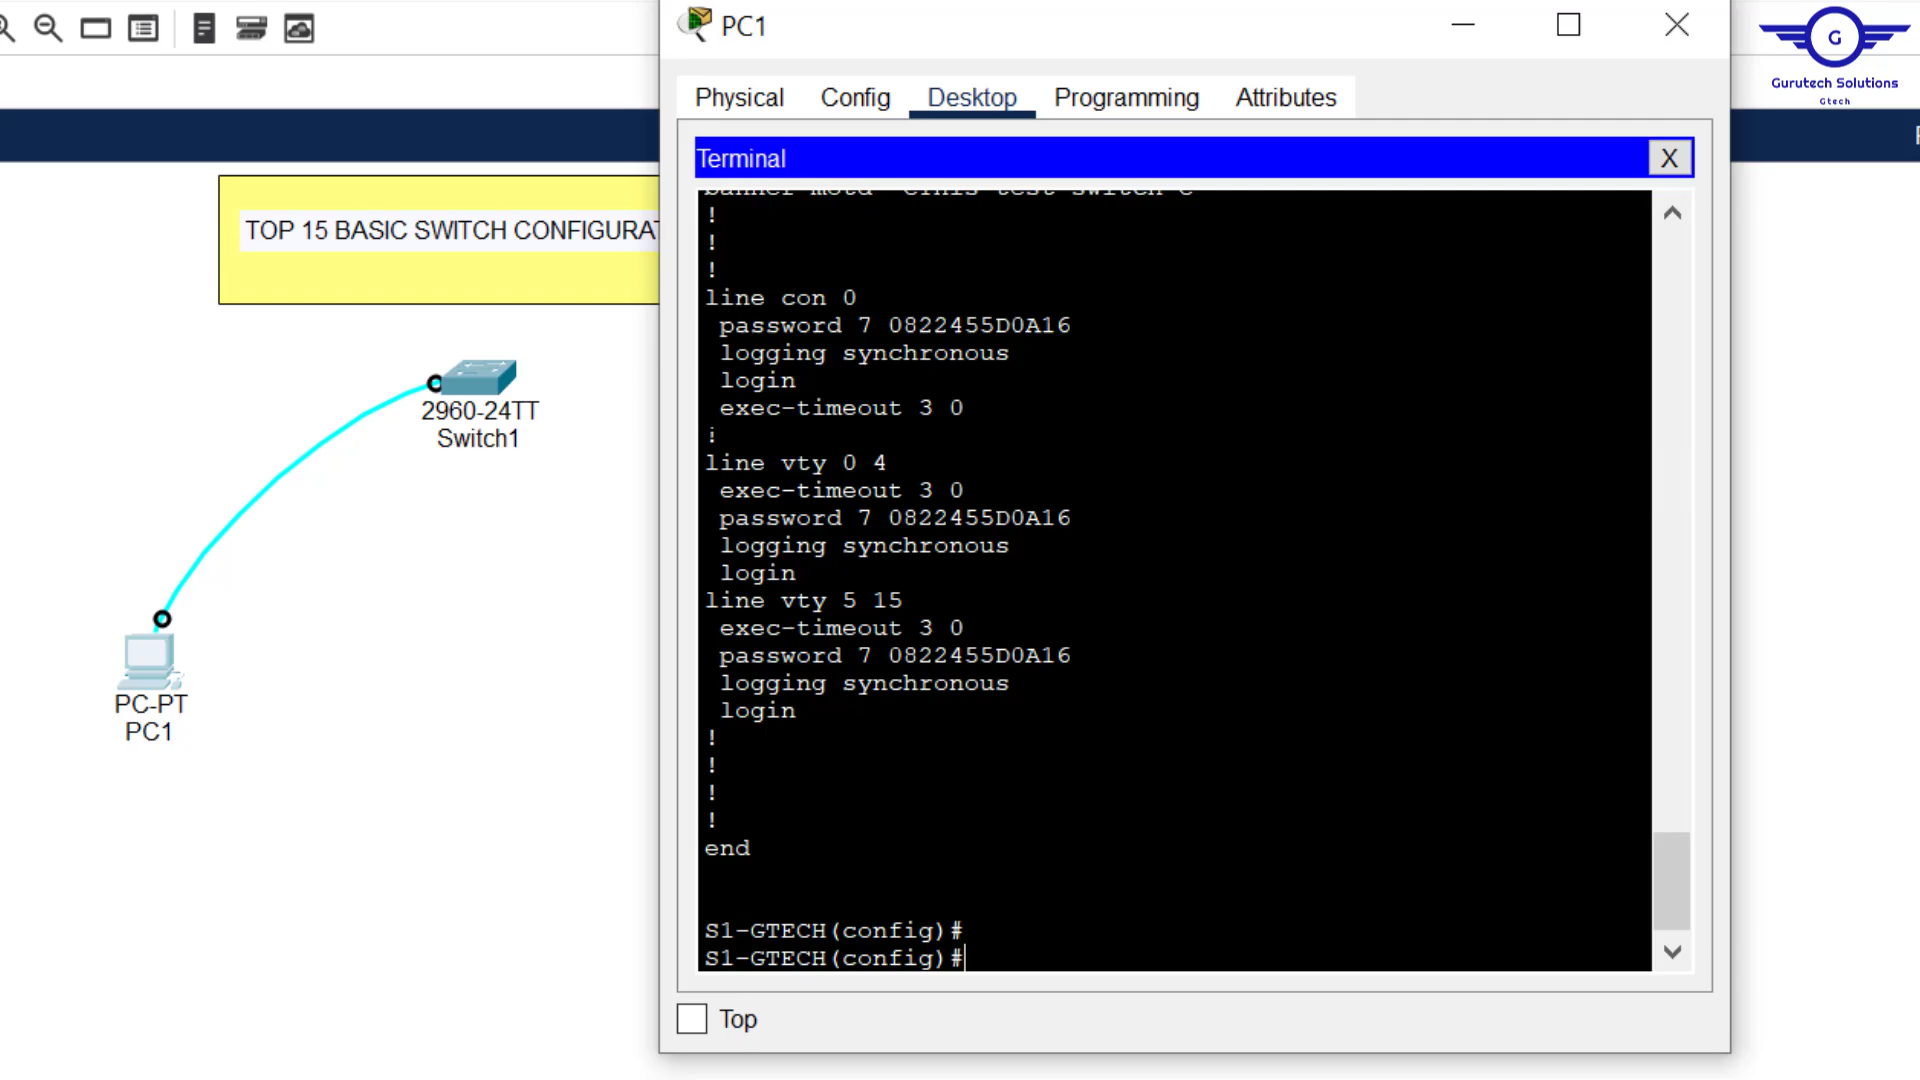 PC1
G
Gurutech Solutions
Gtech
Physical
Config
Desktop
Programming
Attributes
Terminal
X
TOP 15 BASIC SWITCH CONFIGURAT
!
!
!
line con 0
password 7 0822455D0A16
logging synchronous
login
exec-timeout 3 0
!
line vty 0 4
exec-timeout 3 0
password 7 0822455D0A16
logging synchronous
login
line vty 5 15
exec-timeout 3 0
password 7 0822455D0A16
logging synchronous
login
!
!
!
!
end
S1-GTECH(config)#
S1-GTECH(config)#
2960-24TT
Switch1
PC-PT
PC1
Top